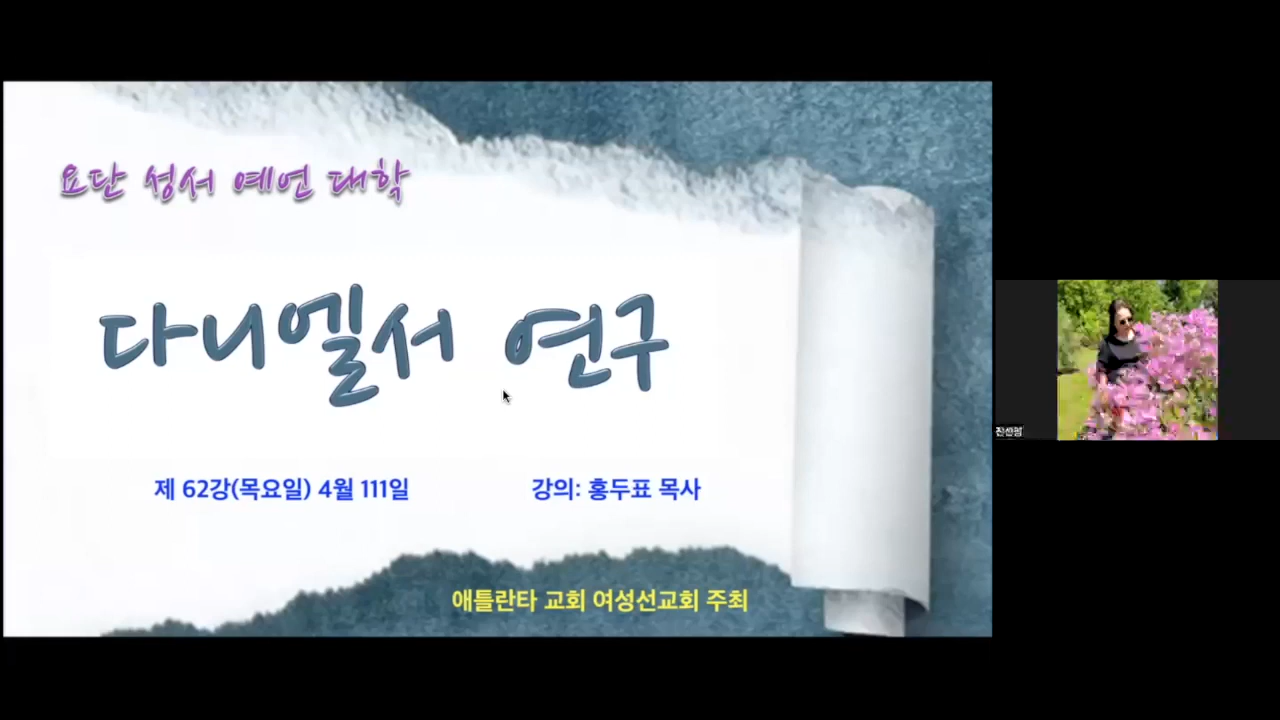 요단 성서 예언 대학
다니엘서 연구
제 62강(목요일) 4월 111일
강의: 홍두표 목사
애틀란타 교회 여성선교회 주최